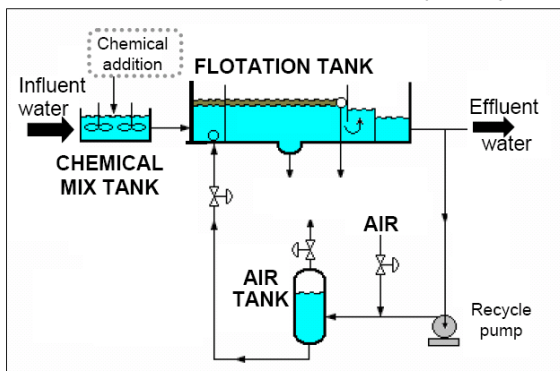 Chemical
addition
FLOTATION TANK
Influent
water
Effluent
water
CHEMICAL
MIX TANK
AIR
AIR
TANK
Recycle
pump